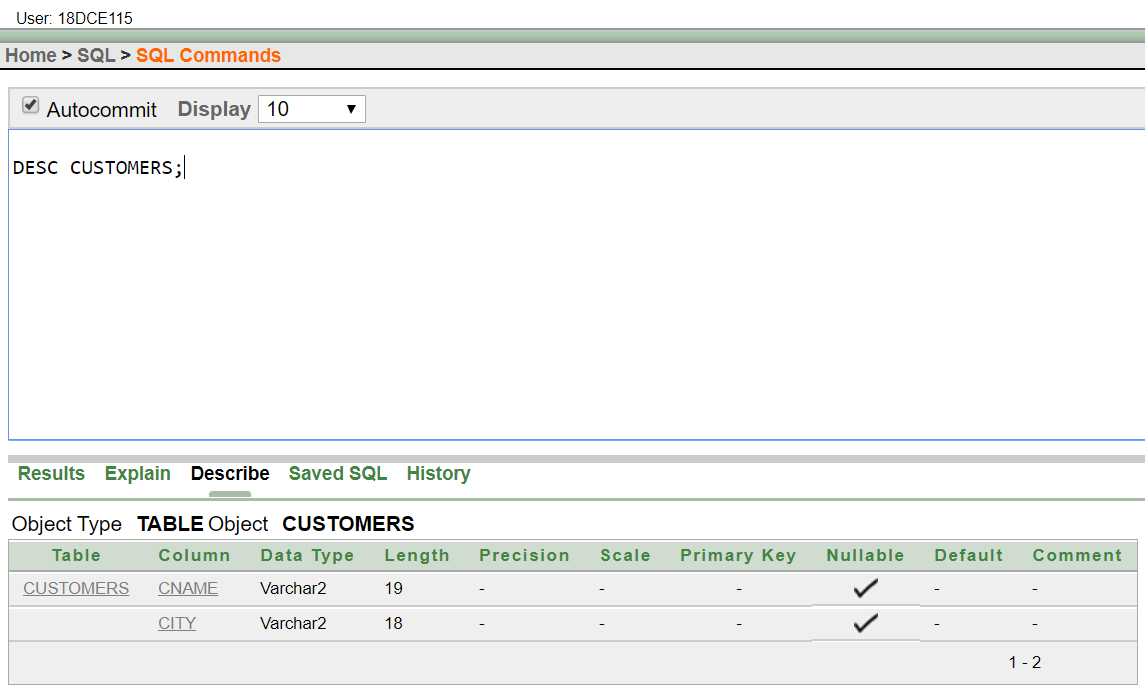 User: 18DCE115
Home > SQL > SQL Commands
Autocommit Display 10
DESC CUSTOMERS;
Results Explain Describe Saved SQL History
Object Type TABLE Object CUSTOMERS
Table Column Data Type Length Precision Scale Primary Key Nullable Default Comment
CUSTOMERS CNAME Varchar2 19 - - - - -
CITY Varchar2 18 - - - - -
1 - 2